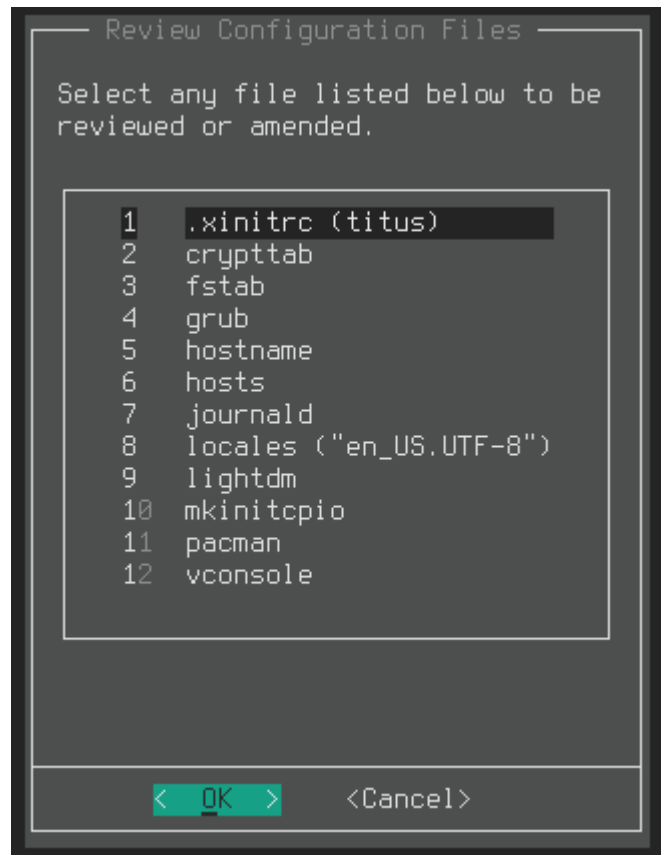 Review Configuration Files
Select any file listed below to be
reviewed or amended.
1 .xinitrc (titus)
2 crypttab
3 fstab
4 grub
5 hostname
6 hosts
7 journald
8 locales ("en_US.UTF-8")
9 lightdm
10 mkinitcpio
11 pacman
12 vconsole
< OK > <Cancel>